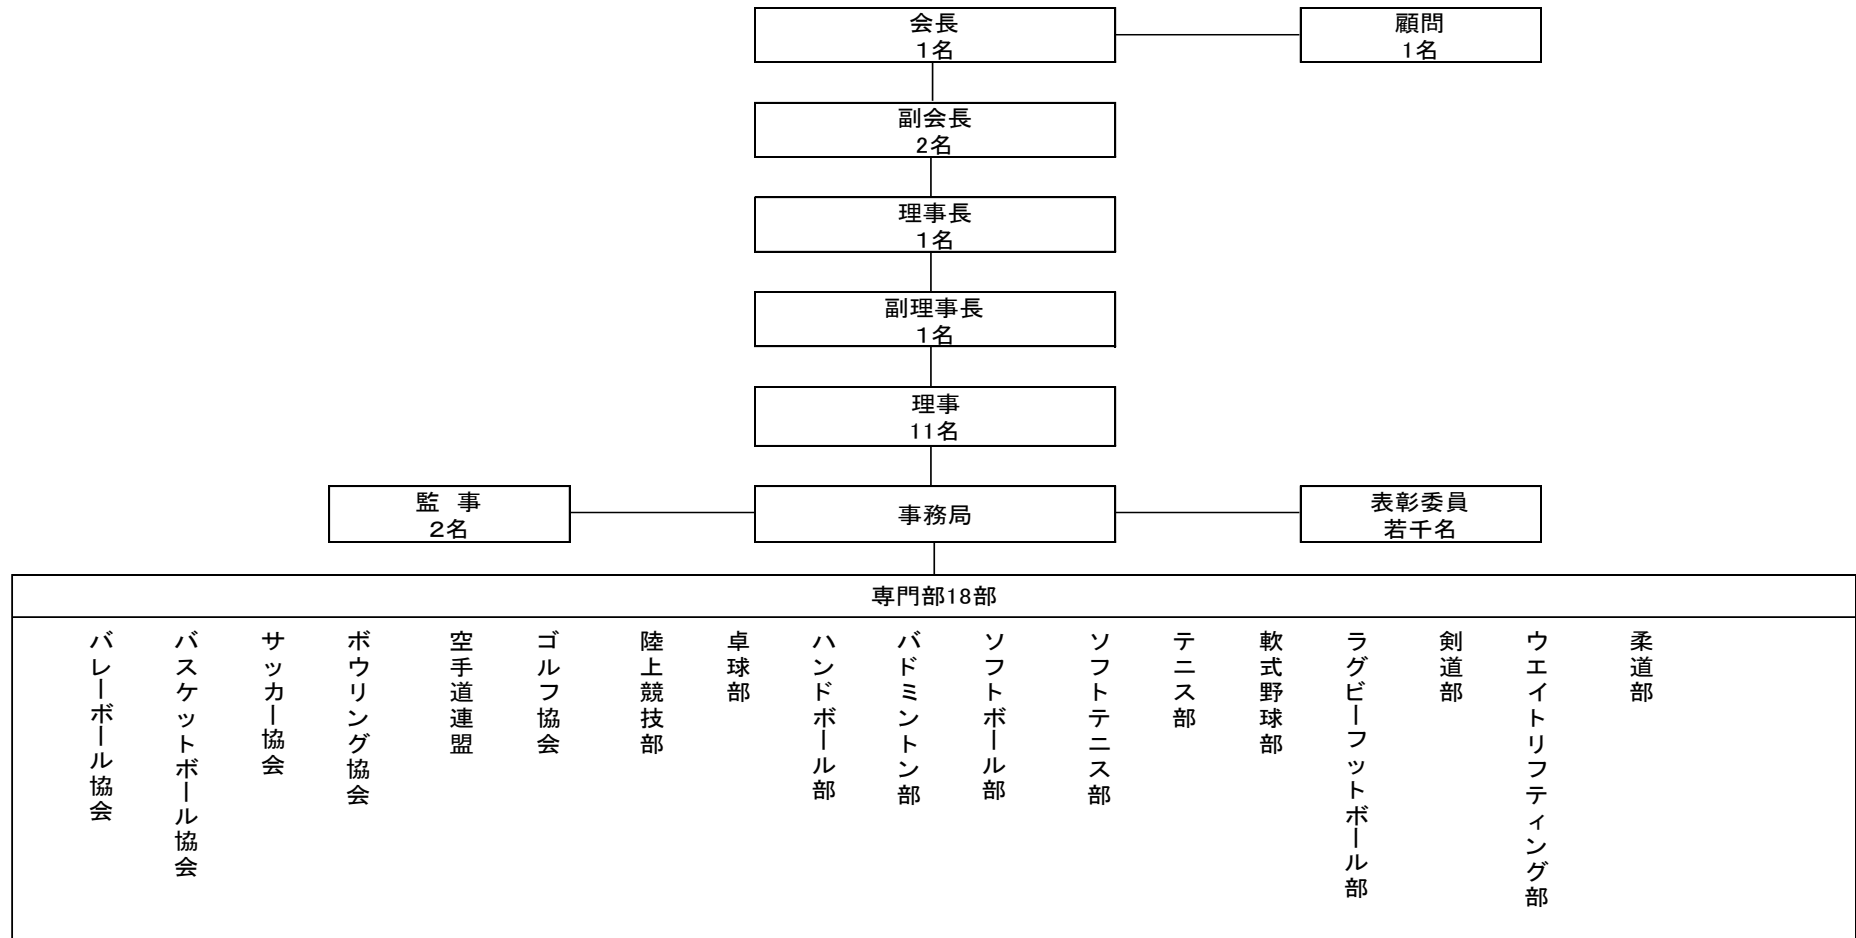 会長
1名
顧問
1名
副会長
2名
理事長
1名
副理事長
1名
理事
11名
監 事
2名
事務局
表彰委員
若千名
専門部18部
バレーボール協会
バスケットボール協会
サッカー協会
ボウリング協会
空手道連盟
ゴルフ協会
陸上競技部
卓球部
ハンドボール部
バドミントン部
ソフトボール部
ソフトテニス部
テニス部
軟式野球部
ラグビーフットボール部
剣道部
ウエイトリフティング部
柔道部